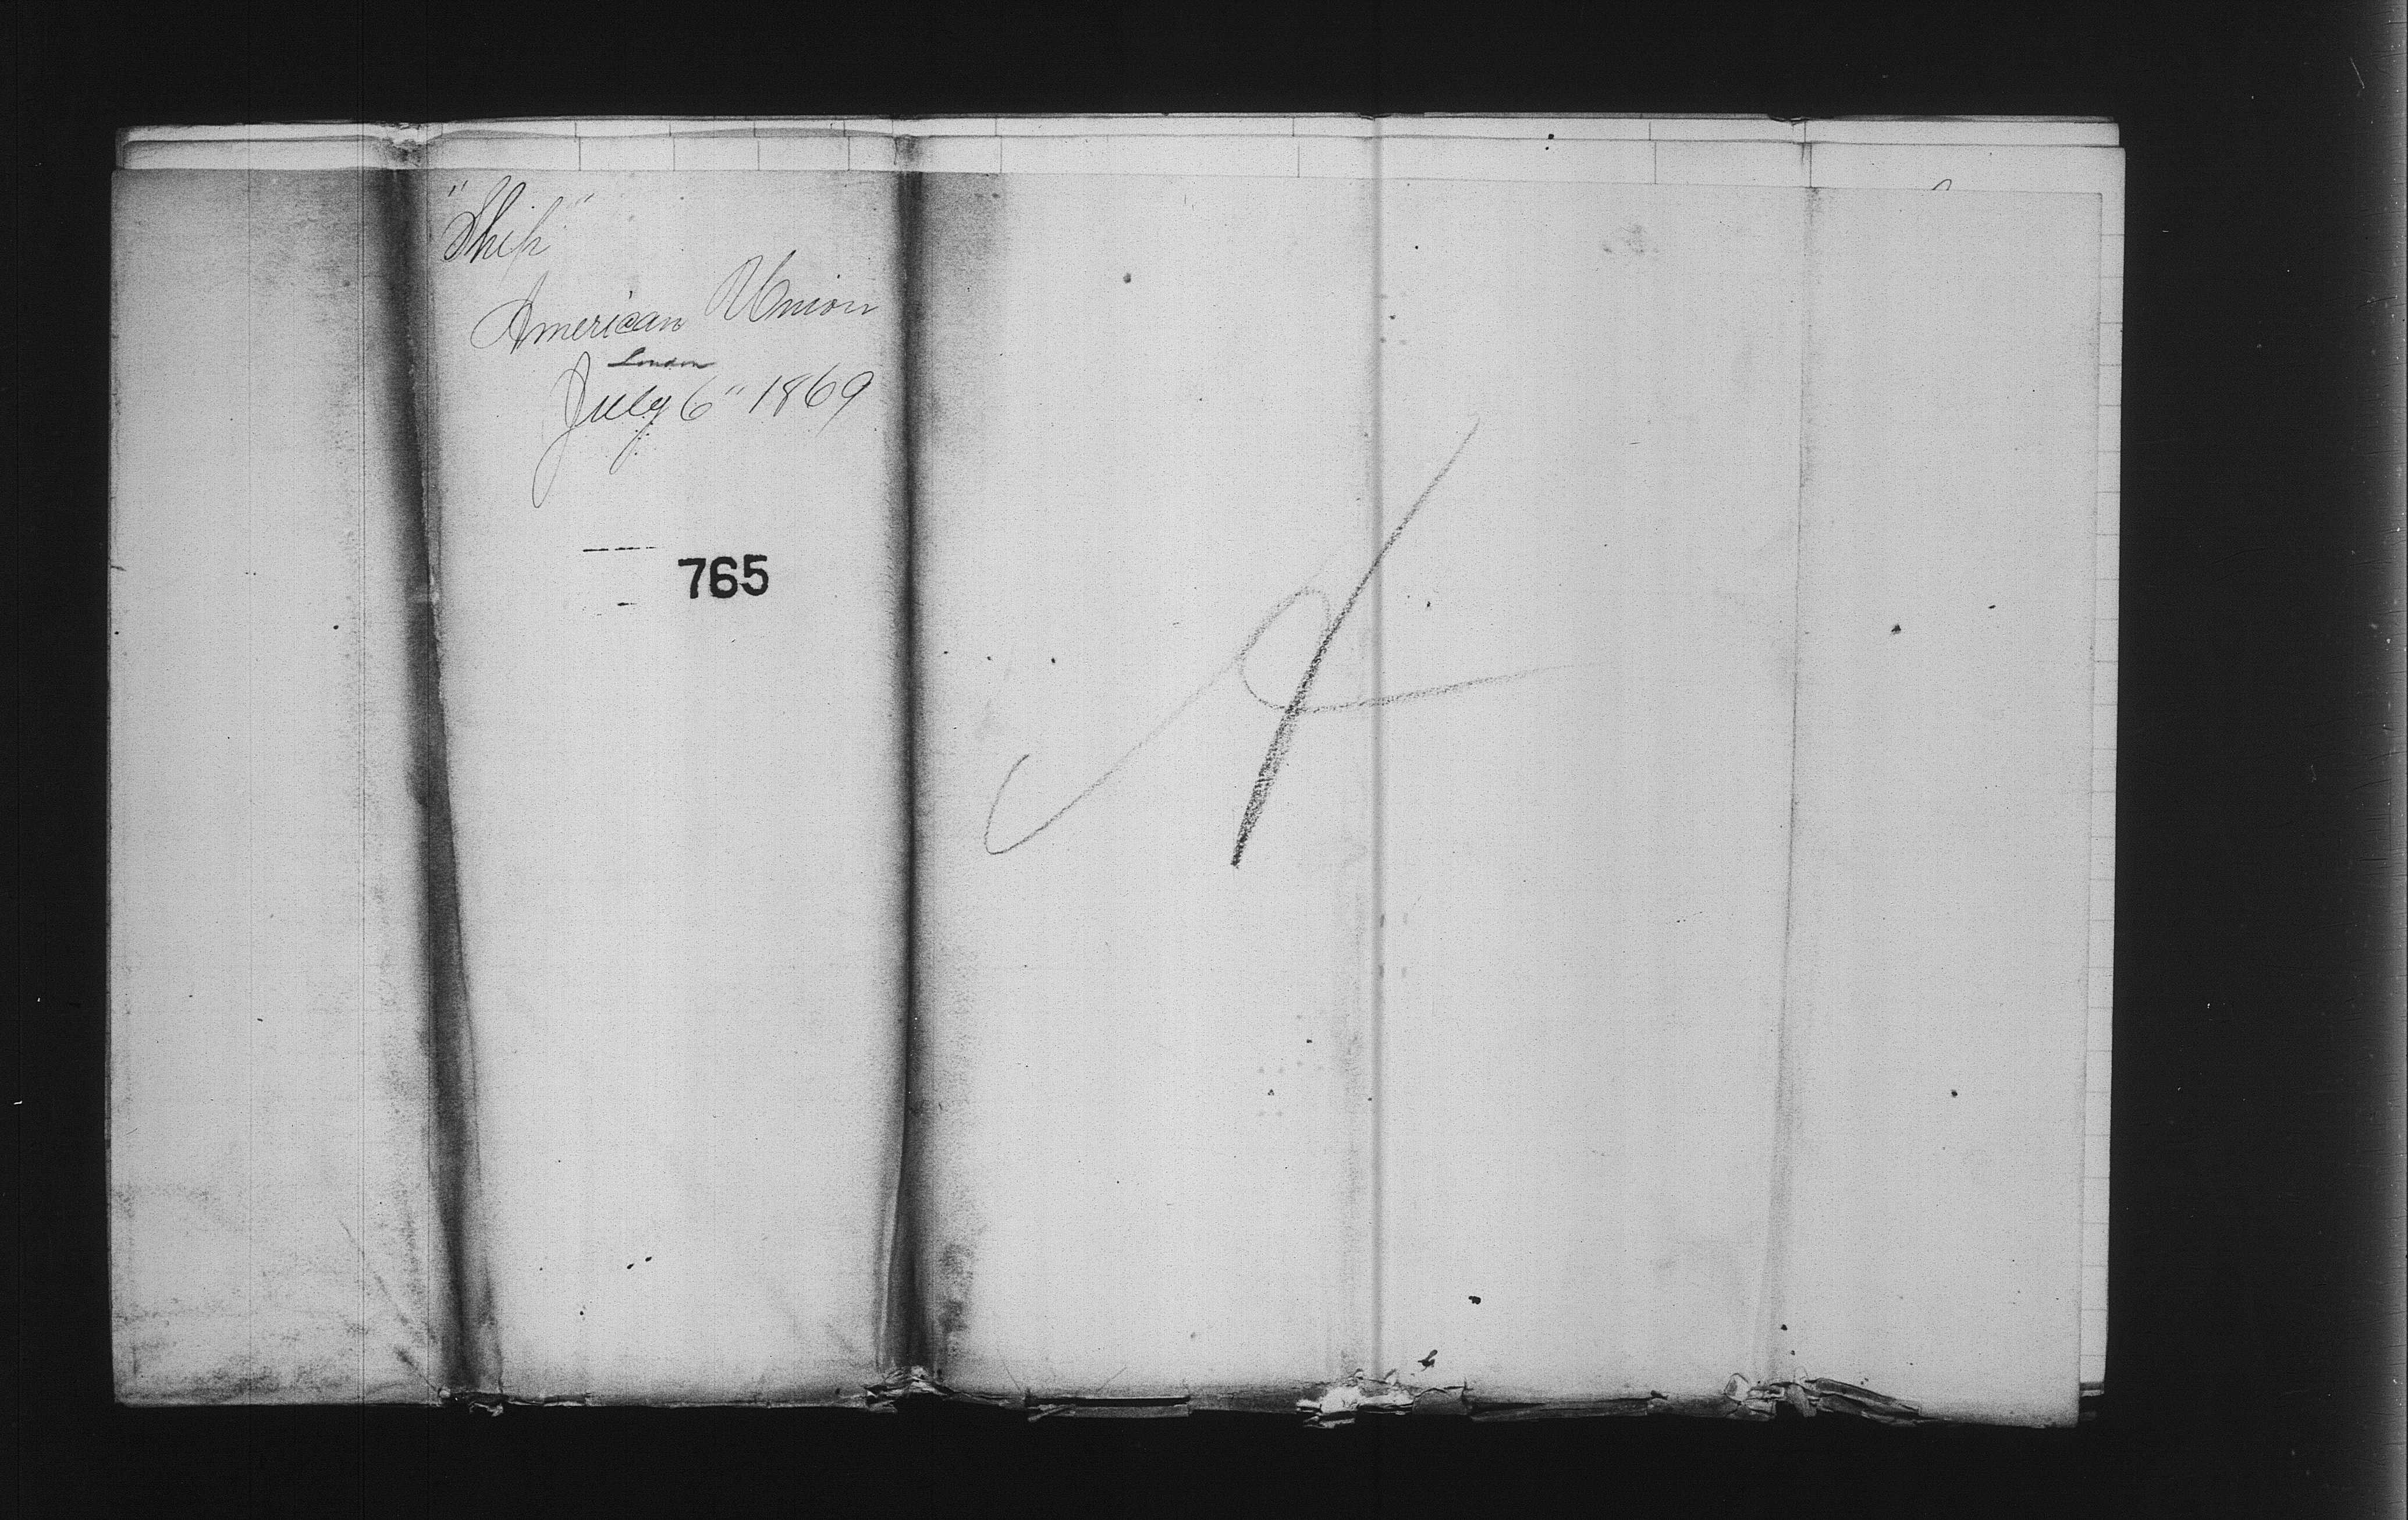 "Ship"
American Union
London
July 6" 1869
765
A